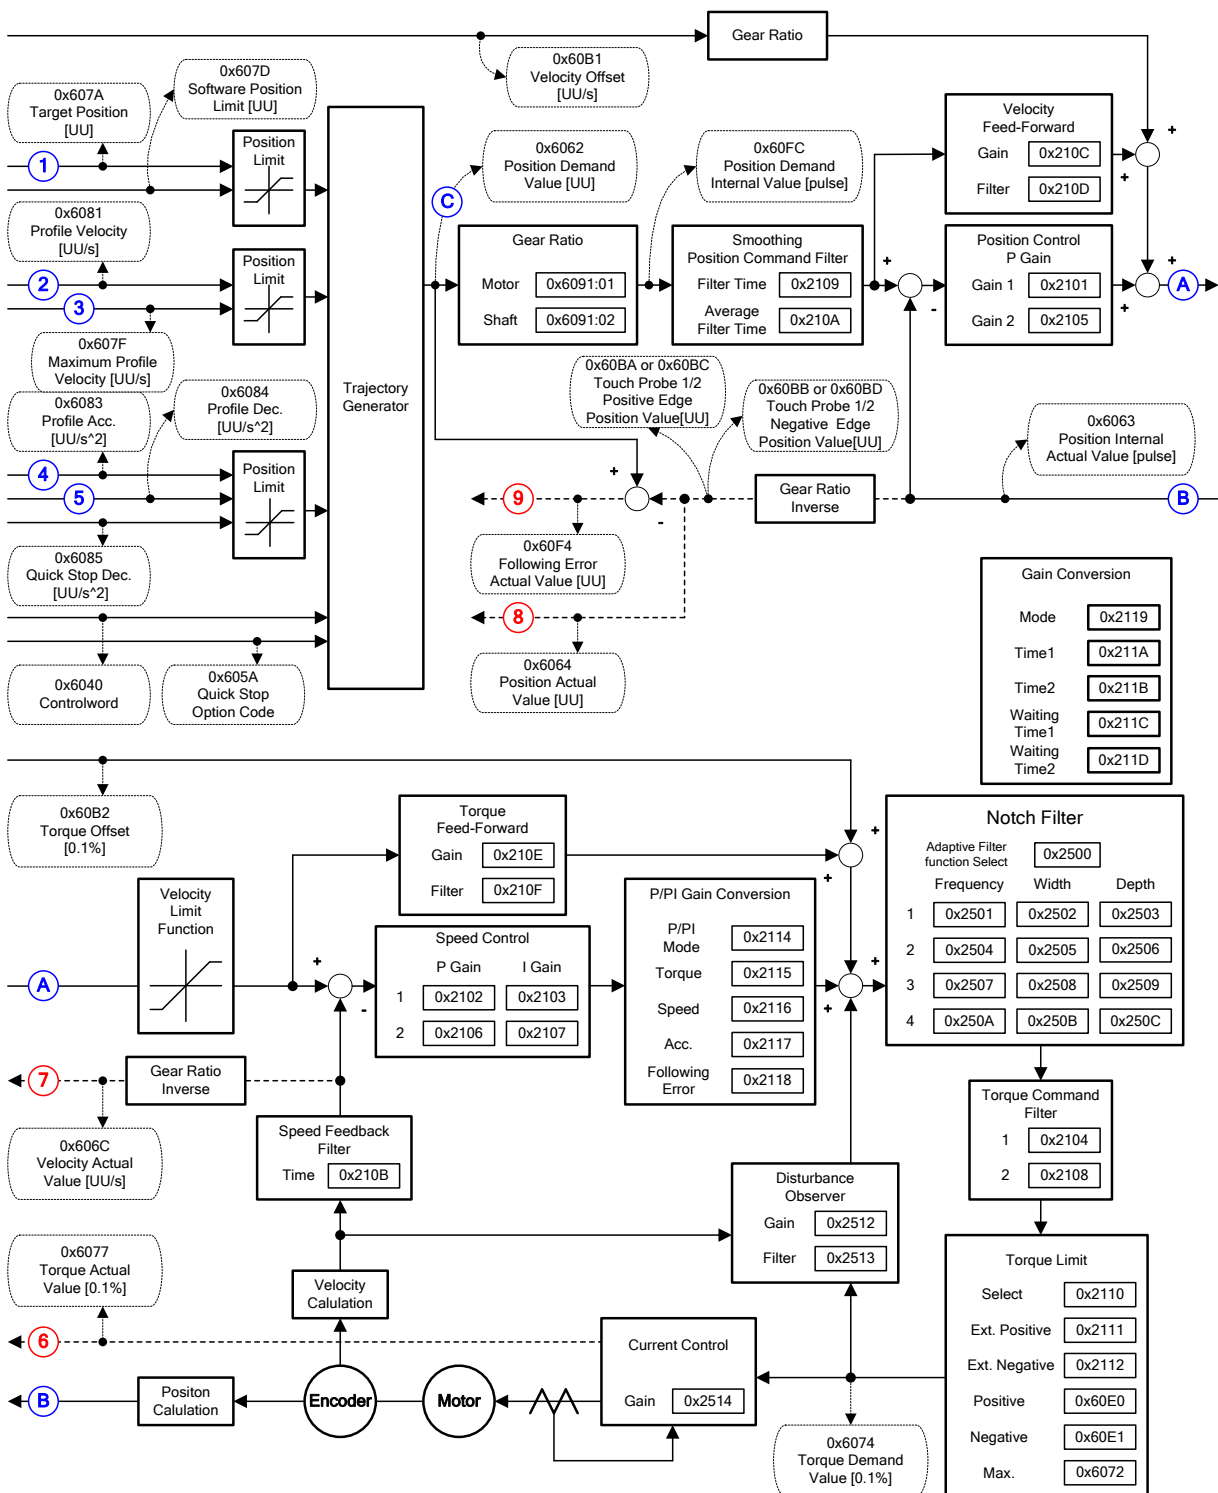 Gear Ratio
0x60B1
Velocity Offset
[UU/s]
0x607D
Software Position
Limit [UU]
0x607A
Target Position
[UU]
1
Position
Limit
0x6081
Profile Velocity
[UU/s]
2
3
Position
Limit
0x607F
Maximum Profile
Velocity [UU/s]
0x6083
Profile Acc.
[UU/s^2]
0x6084
Profile Dec.
[UU/s^2]
4
5
Position
Limit
0x6085
Quick Stop Dec.
[UU/s^2]
0x6040
Controlword
0x605A
Quick Stop
Option Code
Trajectory
Generator
C
0x6062
Position Demand
Value [UU]
0x60FC
Position Demand
Internal Value [pulse]
Gear Ratio
Motor 0x6091:01
Shaft 0x6091:02
Smoothing
Position Command Filter
Filter Time 0x2109
Average
Filter Time 0x210A
Velocity
Feed-Forward
Gain 0x210C
Filter 0x210D
+
+
Position Control
P Gain
Gain 1 0x2101
Gain 2 0x2105
+
-
+
+
A
0x60BA or 0x60BC
Touch Probe 1/2
Positive Edge
Position Value[UU]
0x60BB or 0x60BD
Touch Probe 1/2
Negative Edge
Position Value[UU]
0x6063
Position Internal
Actual Value [pulse]
+
-
9
Gear Ratio
Inverse
B
0x60F4
Following Error
Actual Value [UU]
8
0x6064
Position Actual
Value [UU]
Gain Conversion
Mode 0x2119
Time1 0x211A
Time2 0x211B
Waiting
Time1 0x211C
Waiting
Time2 0x211D
0x60B2
Torque Offset
[0.1%]
Torque
Feed-Forward
Gain 0x210E
Filter 0x210F
+
+
Velocity
Limit
Function
A
+
-
Speed Control
P Gain I Gain
1 0x2102 0x2103
2 0x2106 0x2107
P/PI Gain Conversion
P/PI
Mode 0x2114
Torque 0x2115
Speed 0x2116
Acc. 0x2117
Following
Error 0x2118
+
+
Notch Filter
Adaptive Filter
function Select 0x2500
Frequency Width Depth
1 0x2501 0x2502 0x2503
2 0x2504 0x2505 0x2506
3 0x2507 0x2508 0x2509
4 0x250A 0x250B 0x250C
7
Gear Ratio
Inverse
0x606C
Velocity Actual
Value [UU/s]
Speed Feedback
Filter
Time 0x210B
Torque Command
Filter
1 0x2104
2 0x2108
Disturbance
Observer
Gain 0x2512
Filter 0x2513
0x6077
Torque Actual
Value [0.1%]
Velocity
Calulation
6
Current Control
Gain 0x2514
B
Positon
Calulation
Encoder
Motor
0x6074
Torque Demand
Value [0.1%]
Torque Limit
Select 0x2110
Ext. Positive 0x2111
Ext. Negative 0x2112
Positive 0x60E0
Negative 0x60E1
Max. 0x6072